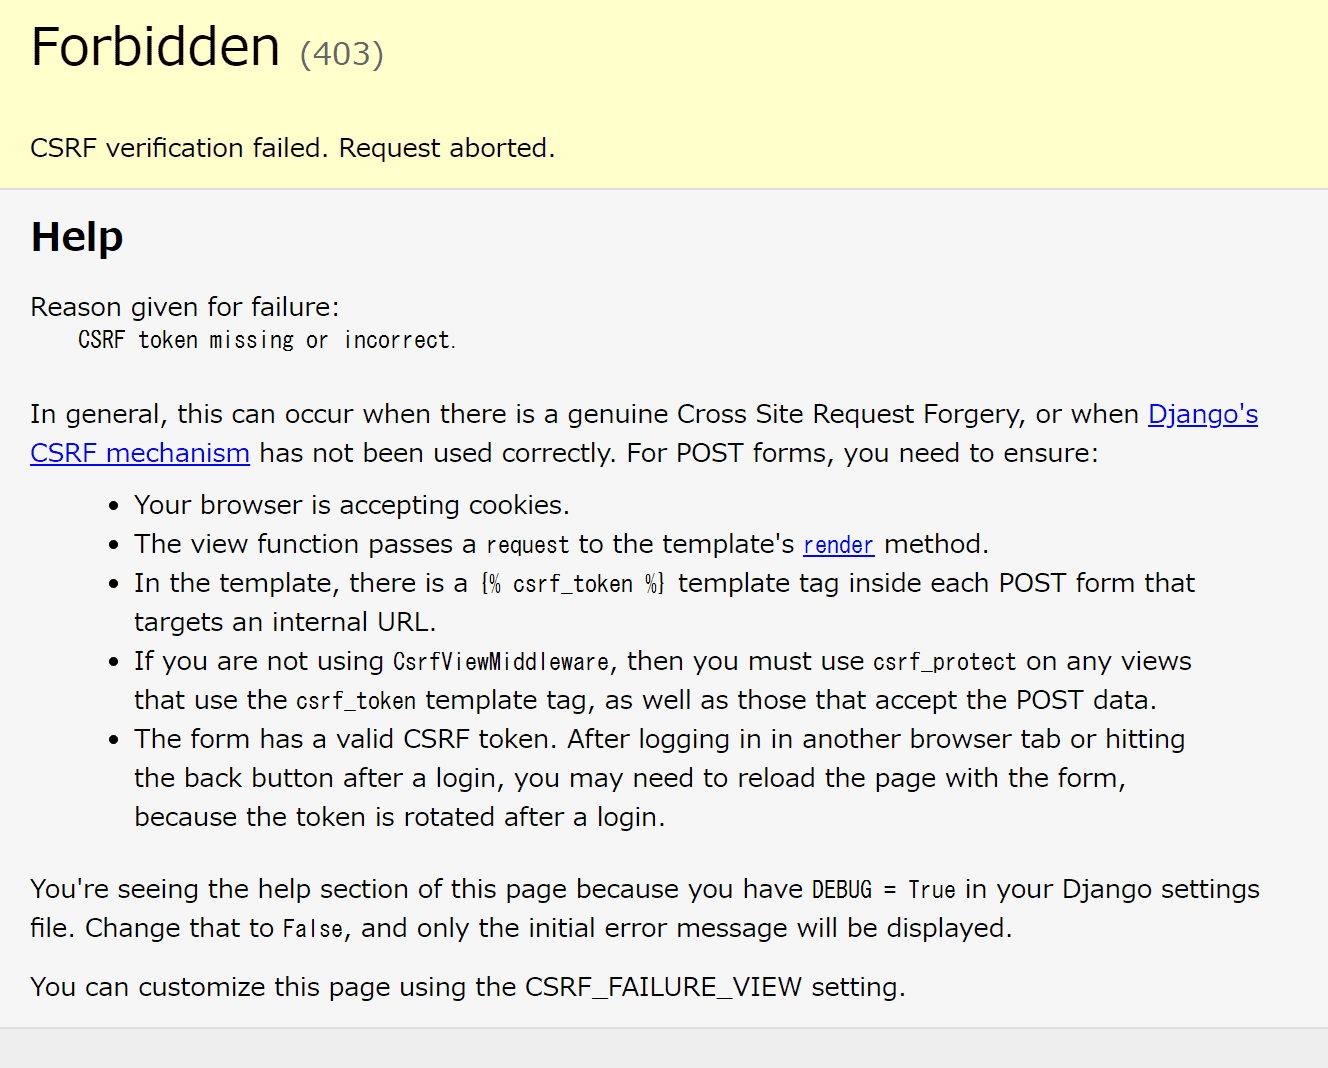 Forbidden (403)
CSRF verification failed. Request aborted.
Help
Reason given for failure:
CSRF token missing or incorrect.
In general, this can occur when there is a genuine Cross Site Request Forgery, or when Django's
CSRF mechanism has not been used correctly. For POST forms, you need to ensure:
• Your browser is accepting cookies.
• The view function passes a request to the template's render method.
• In the template, there is a {% csrf_token %} template tag inside each POST form that
targets an internal URL.
• If you are not using CsrfViewMiddleware, then you must use csrf_protect on any views
that use the csrf_token template tag, as well as those that accept the POST data.
• The form has a valid CSRF token. After logging in in another browser tab or hitting
the back button after a login, you may need to reload the page with the form,
because the token is rotated after a login.
You're seeing the help section of this page because you have DEBUG = True in your Django settings
file. Change that to False, and only the initial error message will be displayed.
You can customize this page using the CSRF_FAILURE_VIEW setting.